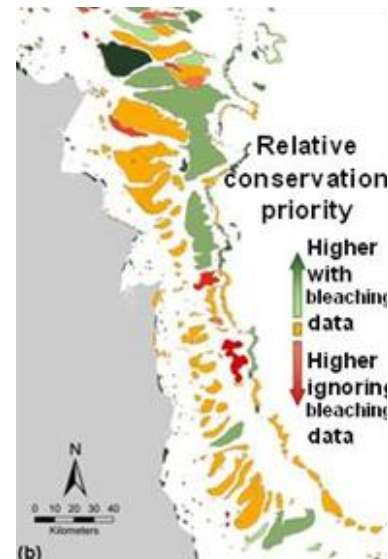 Relative
conservation
priority
Higher
with
bleaching
data
Higher
ignoring
bleaching
data
N
0 10 20 30 40
Kilometers
(b)